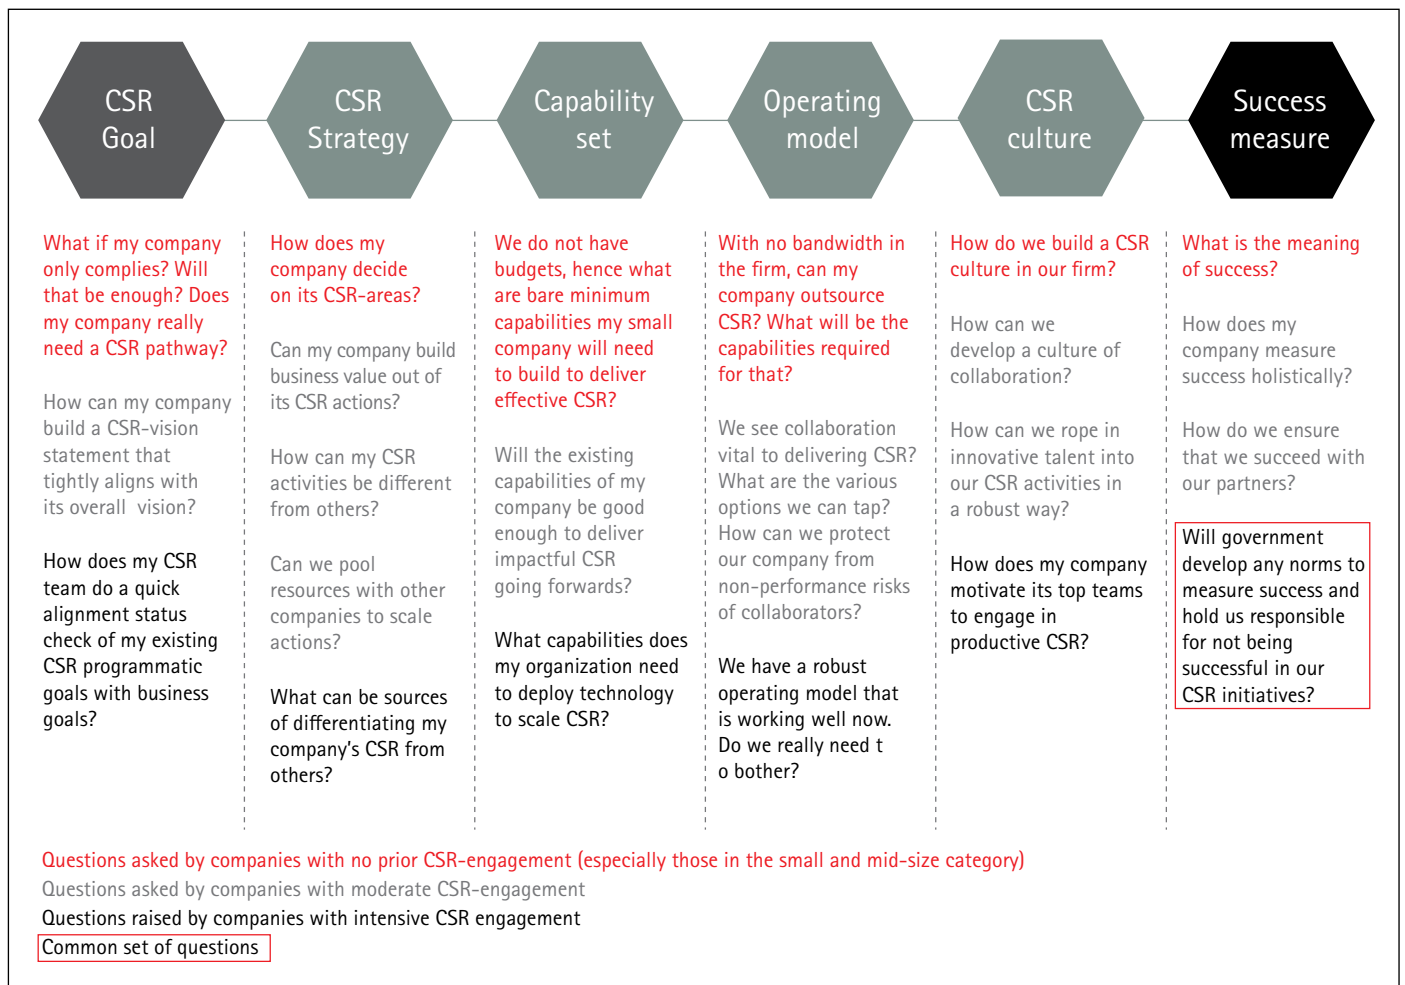 CSR
Goal
CSR
Strategy
Capability
set
Operating
model
CSR
culture
Success
measure
What if my company
only complies? Will
that be enough? Does
my company really
need a CSR pathway?
How can my company
build a CSR-vision
statement that
tightly aligns with
its overall vision?
How does my CSR
team do a quick
alignment status
check of my existing
CSR programmatic
goals with business
goals?
How does my
company decide
on its CSR-areas?
Can my company build
business value out of
its CSR actions?
How can my CSR
activities be different
from others?
Can we pool
resources with other
companies to scale
actions?
What can be sources
of differentiating my
company's CSR from
others?
We do not have
budgets, hence what
are bare minimum
capabilities my small
company will need
to build to deliver
effective CSR?
Will the existing
capabilities of my
company be good
enough to deliver
impactful CSR
going forwards?
What capabilities does
my organization need
to deploy technology
to scale CSR?
With no bandwidth in
the firm, can my
company outsource
CSR? What will be the
capabilities required
for that?
We see collaboration
vital to delivering CSR?
What are the various
options we can tap?
How can we protect
our company from
non-performance risks
of collaborators?
We have a robust
operating model that
is working well now.
Do we really need t
o bother?
How do we build a CSR
culture in our firm?
How can we
develop a culture of
collaboration?
How can we rope in
innovative talent into
our CSR activities in
a robust way?
How does my company
motivate its top teams
to engage in
productive CSR?
What is the meaning
of success?
How does my
company measure
success holistically?
How do we ensure
that we succeed with
our partners?
Will government
develop any norms to
measure success and
hold us responsible
for not being
successful in our
CSR initiatives?
Questions asked by companies with no prior CSR-engagement (especially those in the small and mid-size category)
Questions asked by companies with moderate CSR-engagement
Questions raised by companies with intensive CSR engagement
Common set of questions